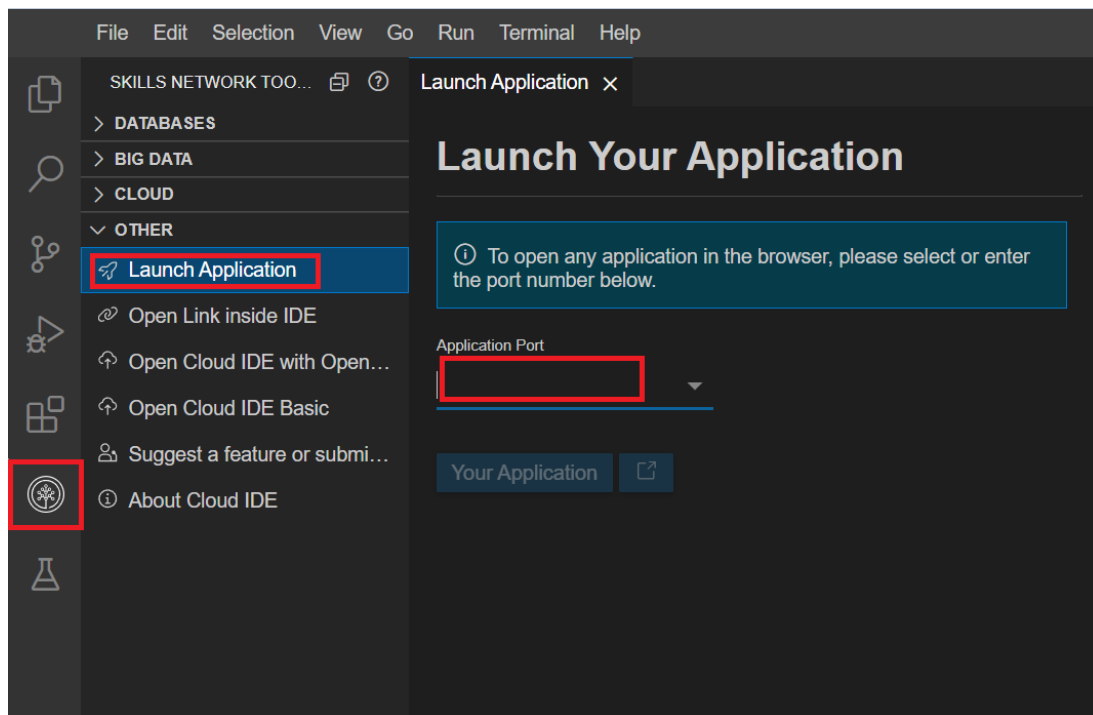 File Edit Selection View Go Run Terminal Help
SKILLS NETWORK TOO...
Launch Application
DATABASES
BIG DATA
CLOUD
OTHER
Launch Application
Open Link inside IDE
Open Cloud IDE with Open...
Open Cloud IDE Basic
Suggest a feature or submi...
About Cloud IDE
Launch Your Application
To open any application in the browser, please select or enter
the port number below.
Application Port
Your Application